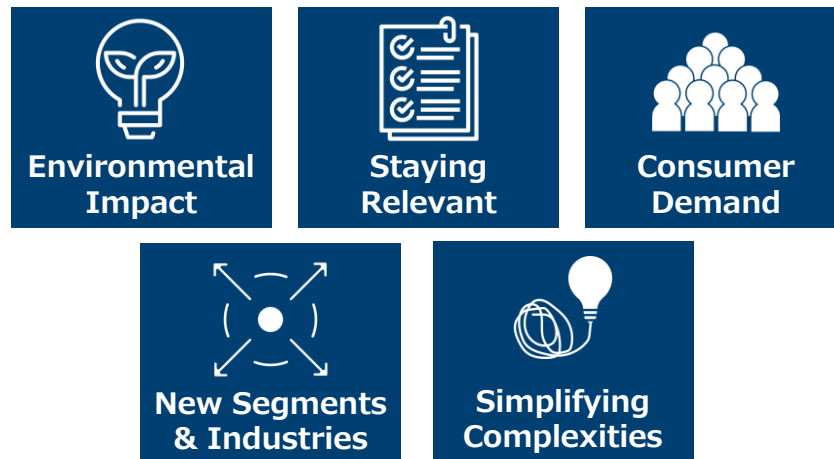 Environmental
Impact
Staying
Relevant
Consumer
Demand
New Segments
& Industries
Simplifying
Complexities